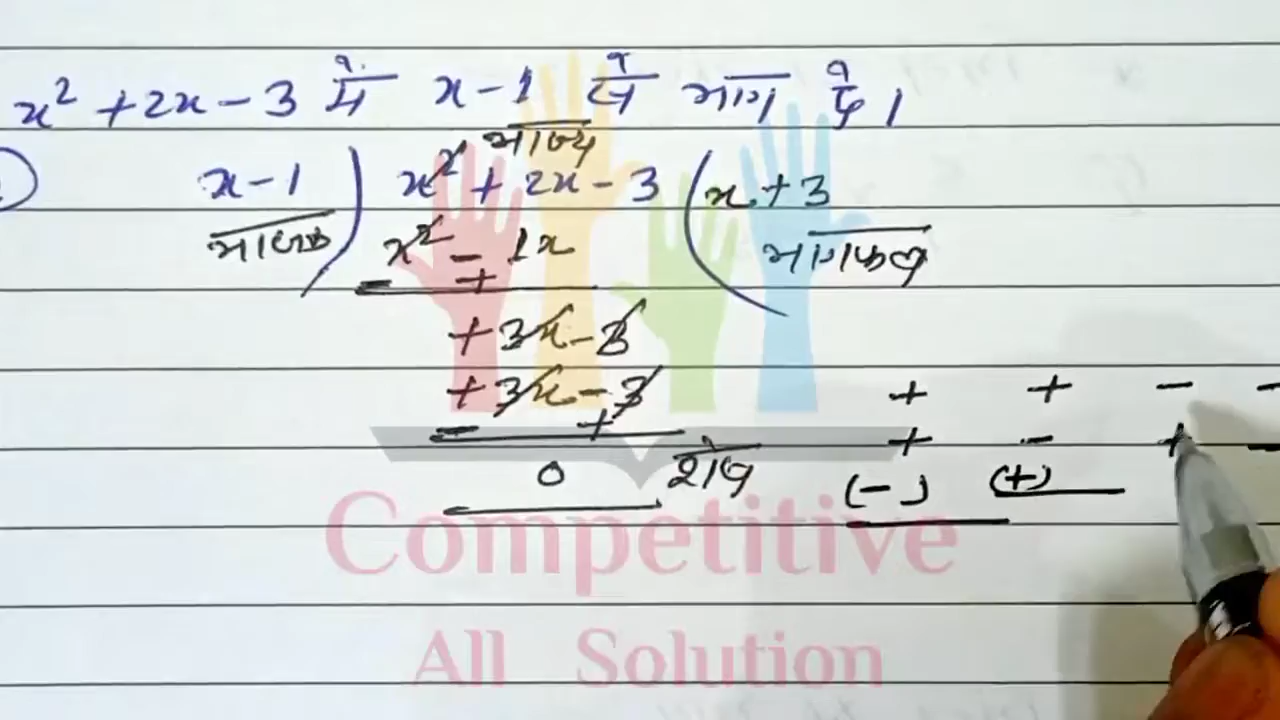 x² + 2x - 3 में x - 1 से भाग दें ।
भाज्य
x - 1 ) x² + 2x - 3 ( x + 3
भाजक x² - 1x भागफल
- +
+ 3x - 3
+ 3x - 3 + + - -
- + + - + -
0 शेष (-) (+)
Competitive
All Solution